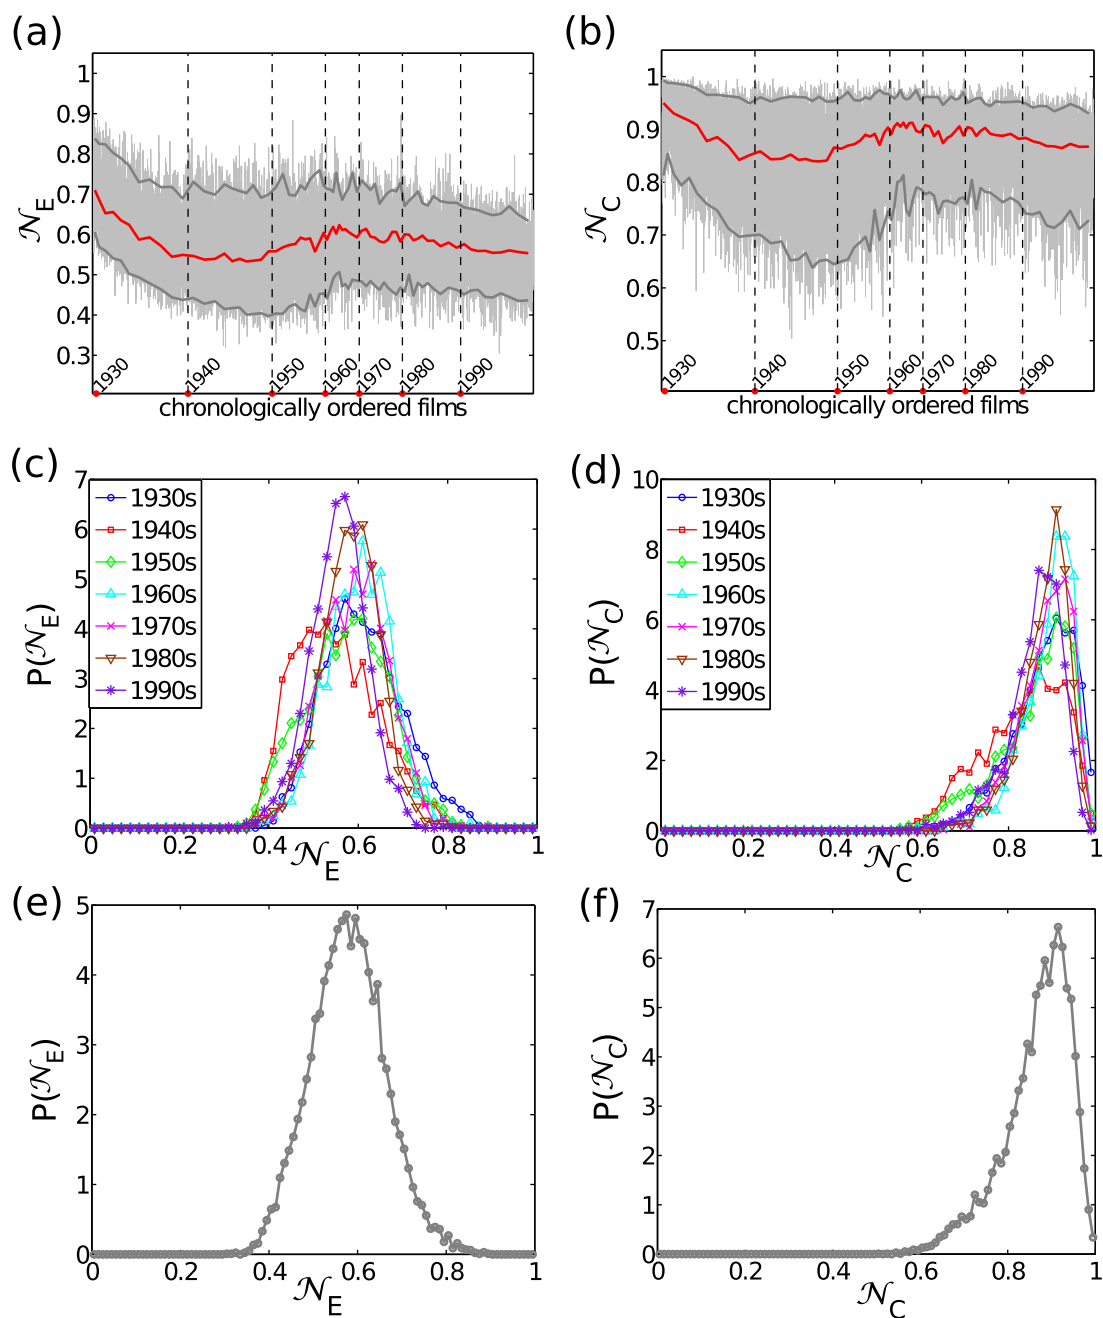 (a)
𝒩E
1
0.9
0.8
0.7
0.6
0.5
0.4
0.3
1930
1940
1950
1960
1970
1980
1990
chronologically ordered films
(b)
𝒩C
1
0.9
0.8
0.7
0.6
0.5
1930
1940
1950
1960
1970
1980
1990
chronologically ordered films
(c)
P(𝒩E)
7
6
5
4
3
2
1
0
1930s
1940s
1950s
1960s
1970s
1980s
1990s
0 0.2 0.4 0.6 0.8 1
𝒩E
(d)
P(𝒩C)
10
8
6
4
2
0
1930s
1940s
1950s
1960s
1970s
1980s
1990s
0 0.2 0.4 0.6 0.8 1
𝒩C
(e)
P(𝒩E)
5
4
3
2
1
0
0 0.2 0.4 0.6 0.8 1
𝒩E
(f)
P(𝒩C)
7
6
5
4
3
2
1
0
0 0.2 0.4 0.6 0.8 1
𝒩C